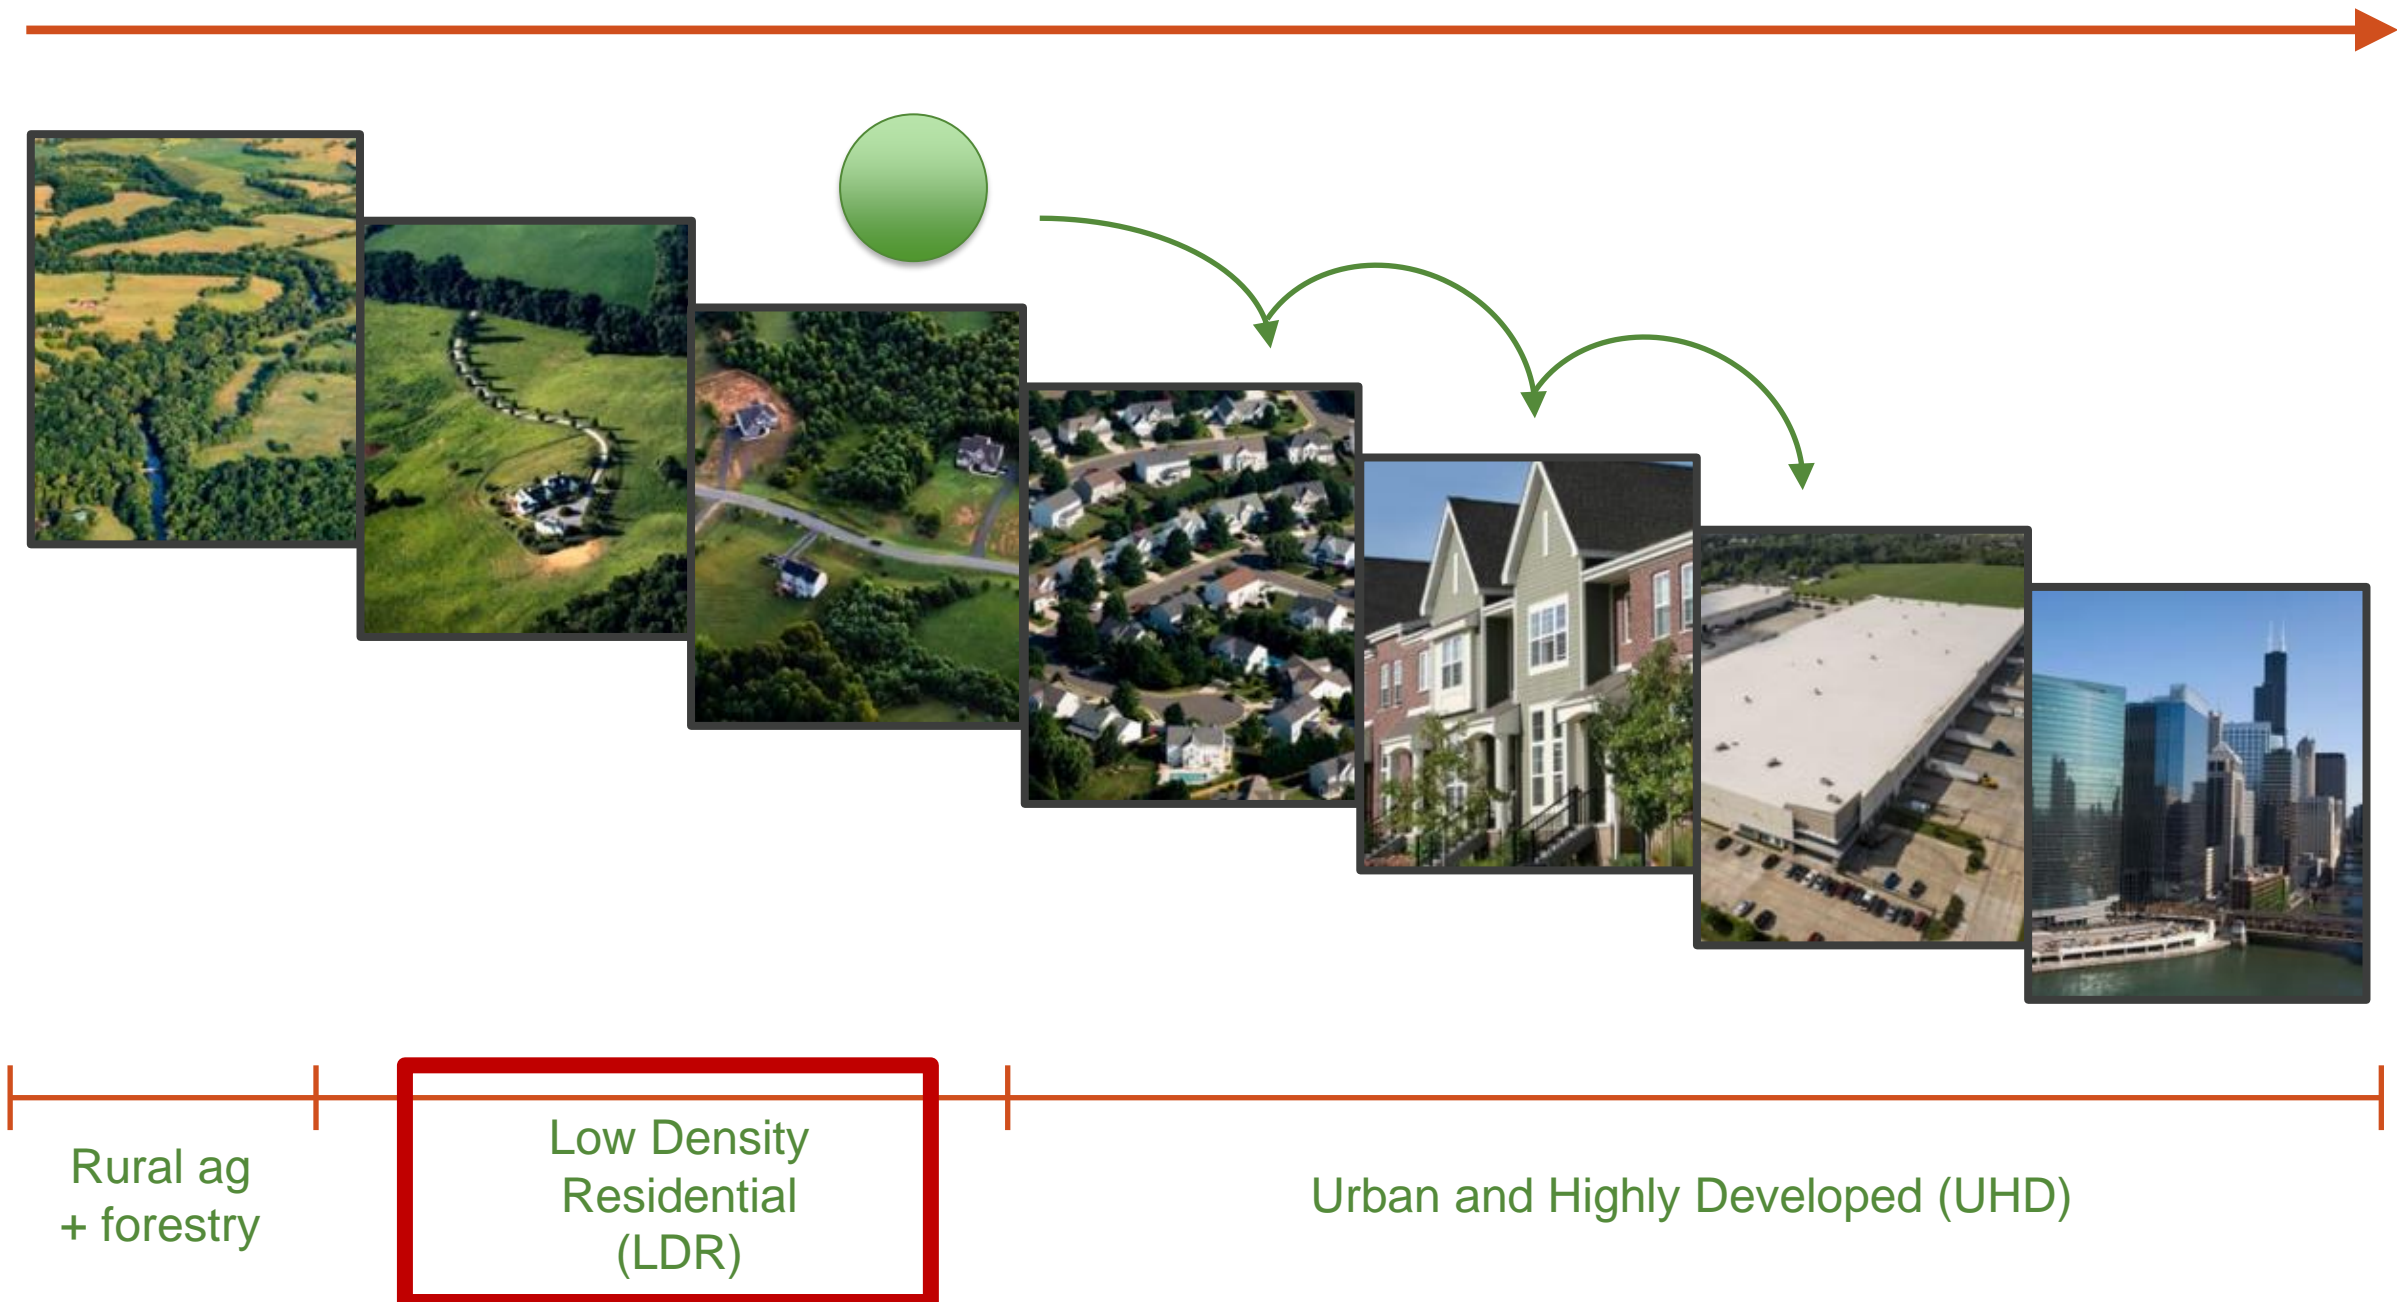 Rural ag
+ forestry
Low Density
Residential
(LDR)
Urban and Highly Developed (UHD)